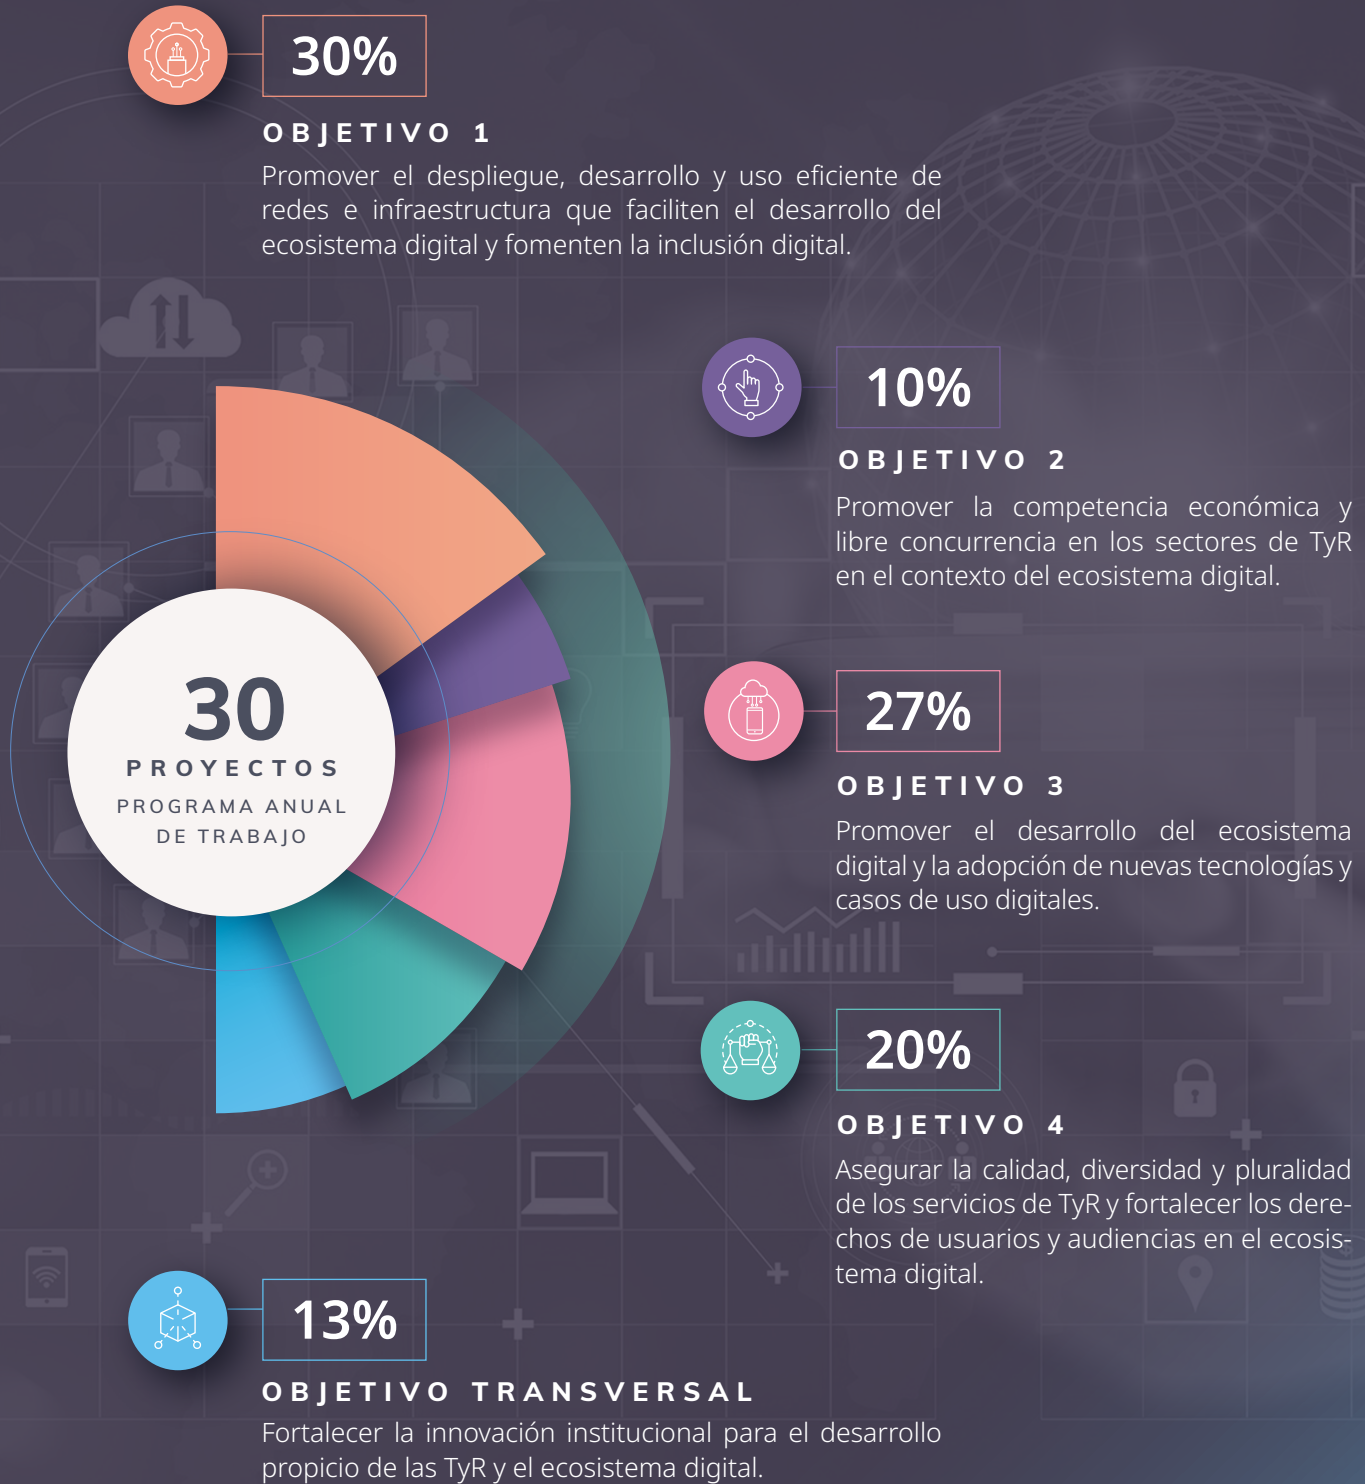 30%
OBJETIVO 1
Promover el despliegue, desarrollo y uso eficiente de
redes e infraestructura que faciliten el desarrollo del
ecosistema digital y fomenten la inclusión digital.
10%
OBJETIVO 2
Promover la competencia económica y
libre concurrencia en los sectores de TyR
en el contexto del ecosistema digital.
30
PROYECTOS
PROGRAMA ANUAL
DE TRABAJO
27%
OBJETIVO 3
Promover el desarrollo del ecosistema
digital y la adopción de nuevas tecnologías y
casos de uso digitales.
20%
OBJETIVO 4
Asegurar la calidad, diversidad y pluralidad
de los servicios de TyR y fortalecer los dere-
chos de usuarios y audiencias en el ecosis-
tema digital.
13%
OBJETIVO TRANSVERSAL
Fortalecer la innovación institucional para el desarrollo
propicio de las TyR y el ecosistema digital.